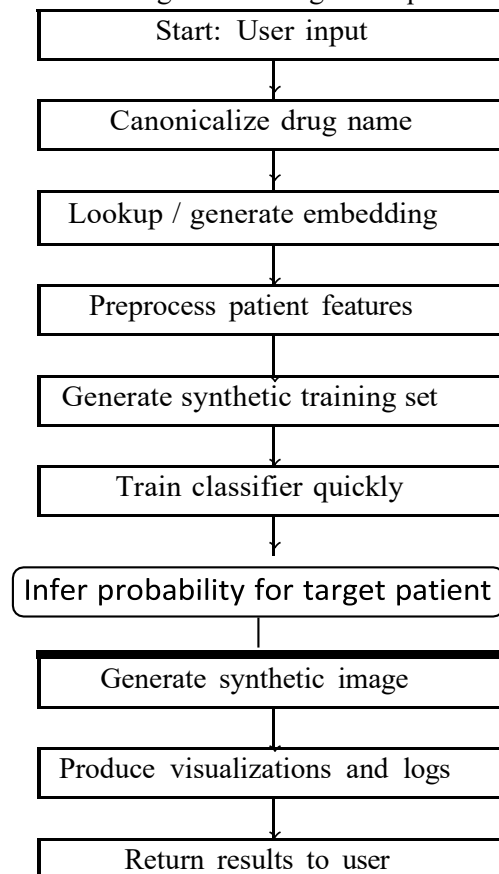 Start: User input
Canonicalize drug name
Lookup / generate embedding
Preprocess patient features
Generate synthetic training set
Train classifier quickly
Infer probability for target patient
Generate synthetic image
Produce visualizations and logs
Return results to user